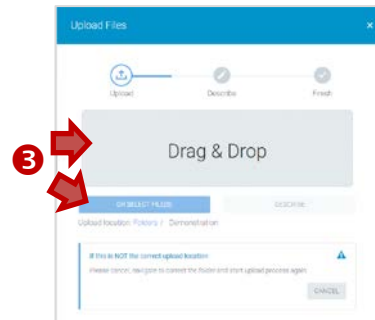 Upload Files ×
Upload Describe Finish
❸
Drag & Drop
OR SELECT FILES DESCRIBE
Upload location: Folders / Demonstration
If this is NOT the correct upload location
Please cancel, navigate to correct the folder and start upload process again.
CANCEL